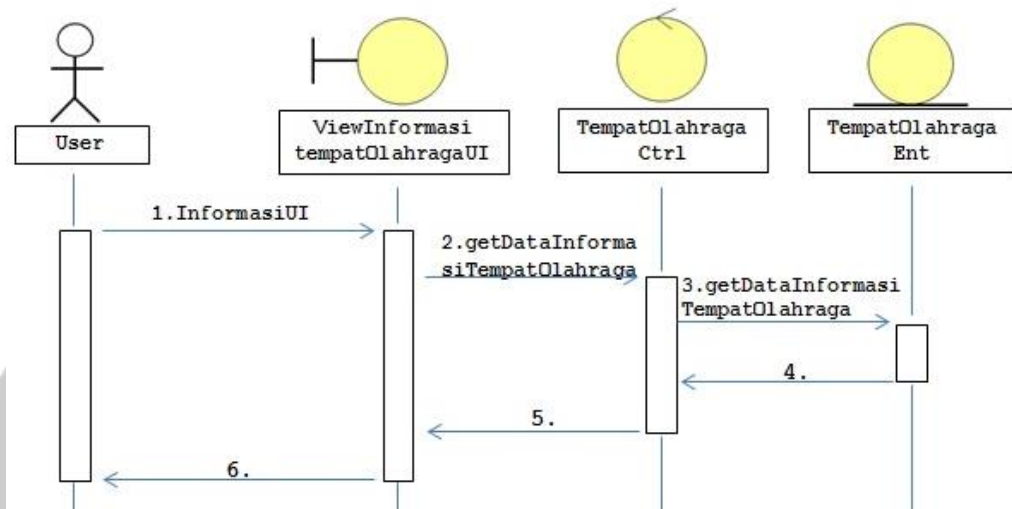 User
ViewInformasi
tempatOlahragaUI
TempatOlahraga
Ctrl
TempatOlahraga
Ent
1.InformasiUI
2.getDataInforma
siTempatOlahraga
3.getDataInformasi
TempatOlahraga
4.
5.
6.